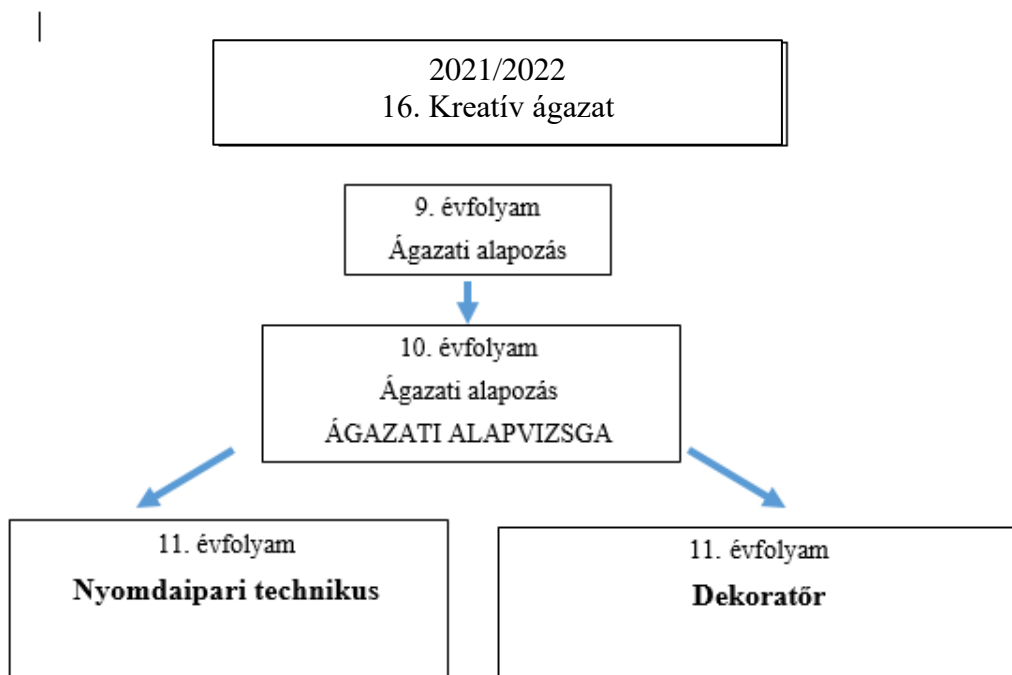 2021/2022
16. Kreatív ágazat
9. évfolyam
Ágazati alapozás
10. évfolyam
Ágazati alapozás
ÁGAZATI ALAPVIZSGA
11. évfolyam
Nyomdaipari technikus
11. évfolyam
Dekoratőr